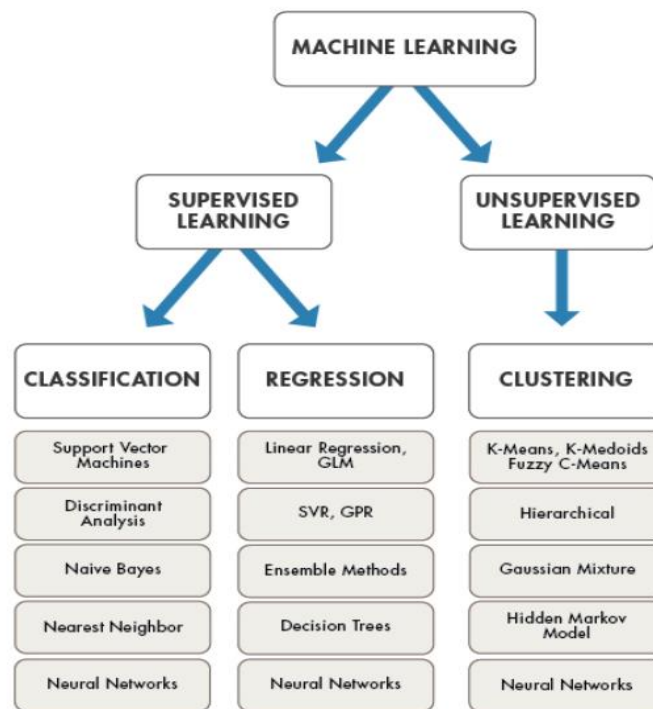 MACHINE LEARNING
SUPERVISED
LEARNING
UNSUPERVISED
LEARNING
CLASSIFICATION
Support Vector
Machines
Discriminant
Analysis
Naive Bayes
Nearest Neighbor
Neural Networks
REGRESSION
Linear Regression,
GLM
SVR, GPR
Ensemble Methods
Decision Trees
Neural Networks
CLUSTERING
K-Means, K-Medoids
Fuzzy C-Means
Hierarchical
Gaussian Mixture
Hidden Markov
Model
Neural Networks